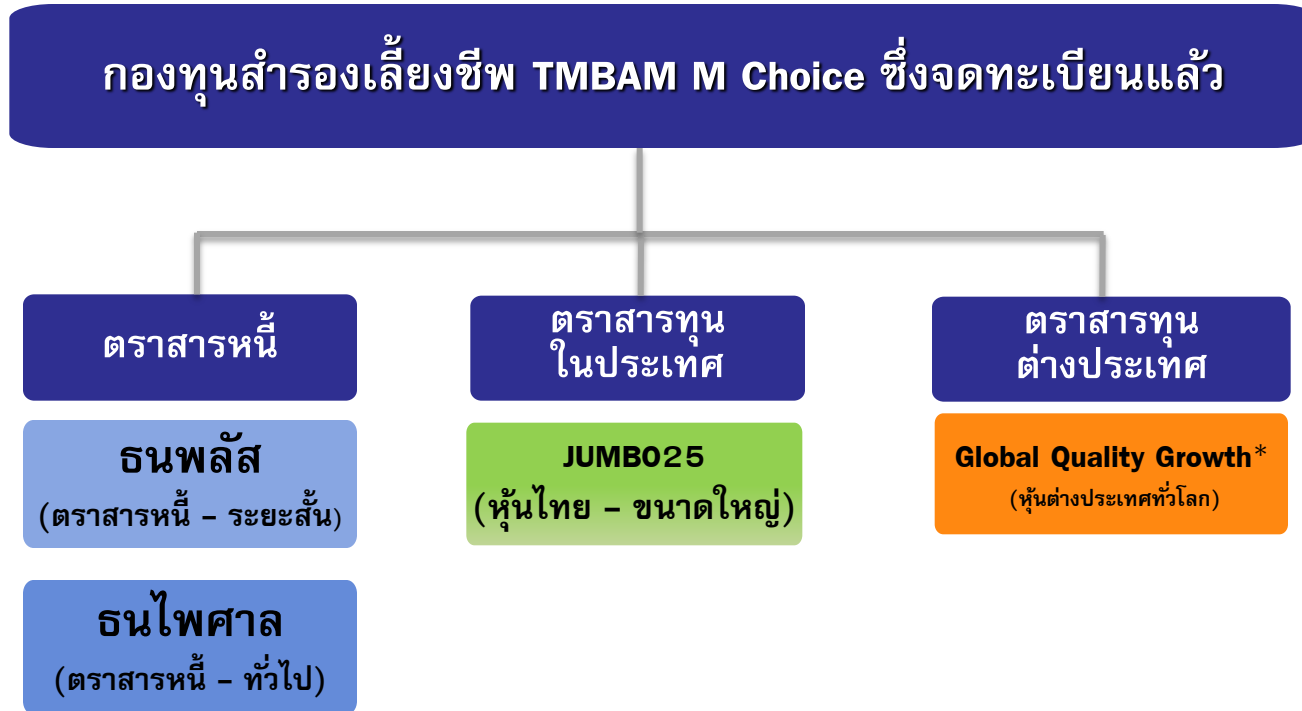 กองทุนสำรองเลี้ยงชีพ TMBAM M Choice ซึ่งจดทะเบียนแล้ว
ตราสารหนี้
ธนพลัส
(ตราสารหนี้ – ระยะสั้น)
ธนไพศาล
(ตราสารหนี้ – ทั่วไป)
ตราสารทุน
ในประเทศ
JUMBO25
(หุ้นไทย – ขนาดใหญ่)
ตราสารทุน
ต่างประเทศ
Global Quality Growth*
(หุ้นต่างประเทศทั่วโลก)